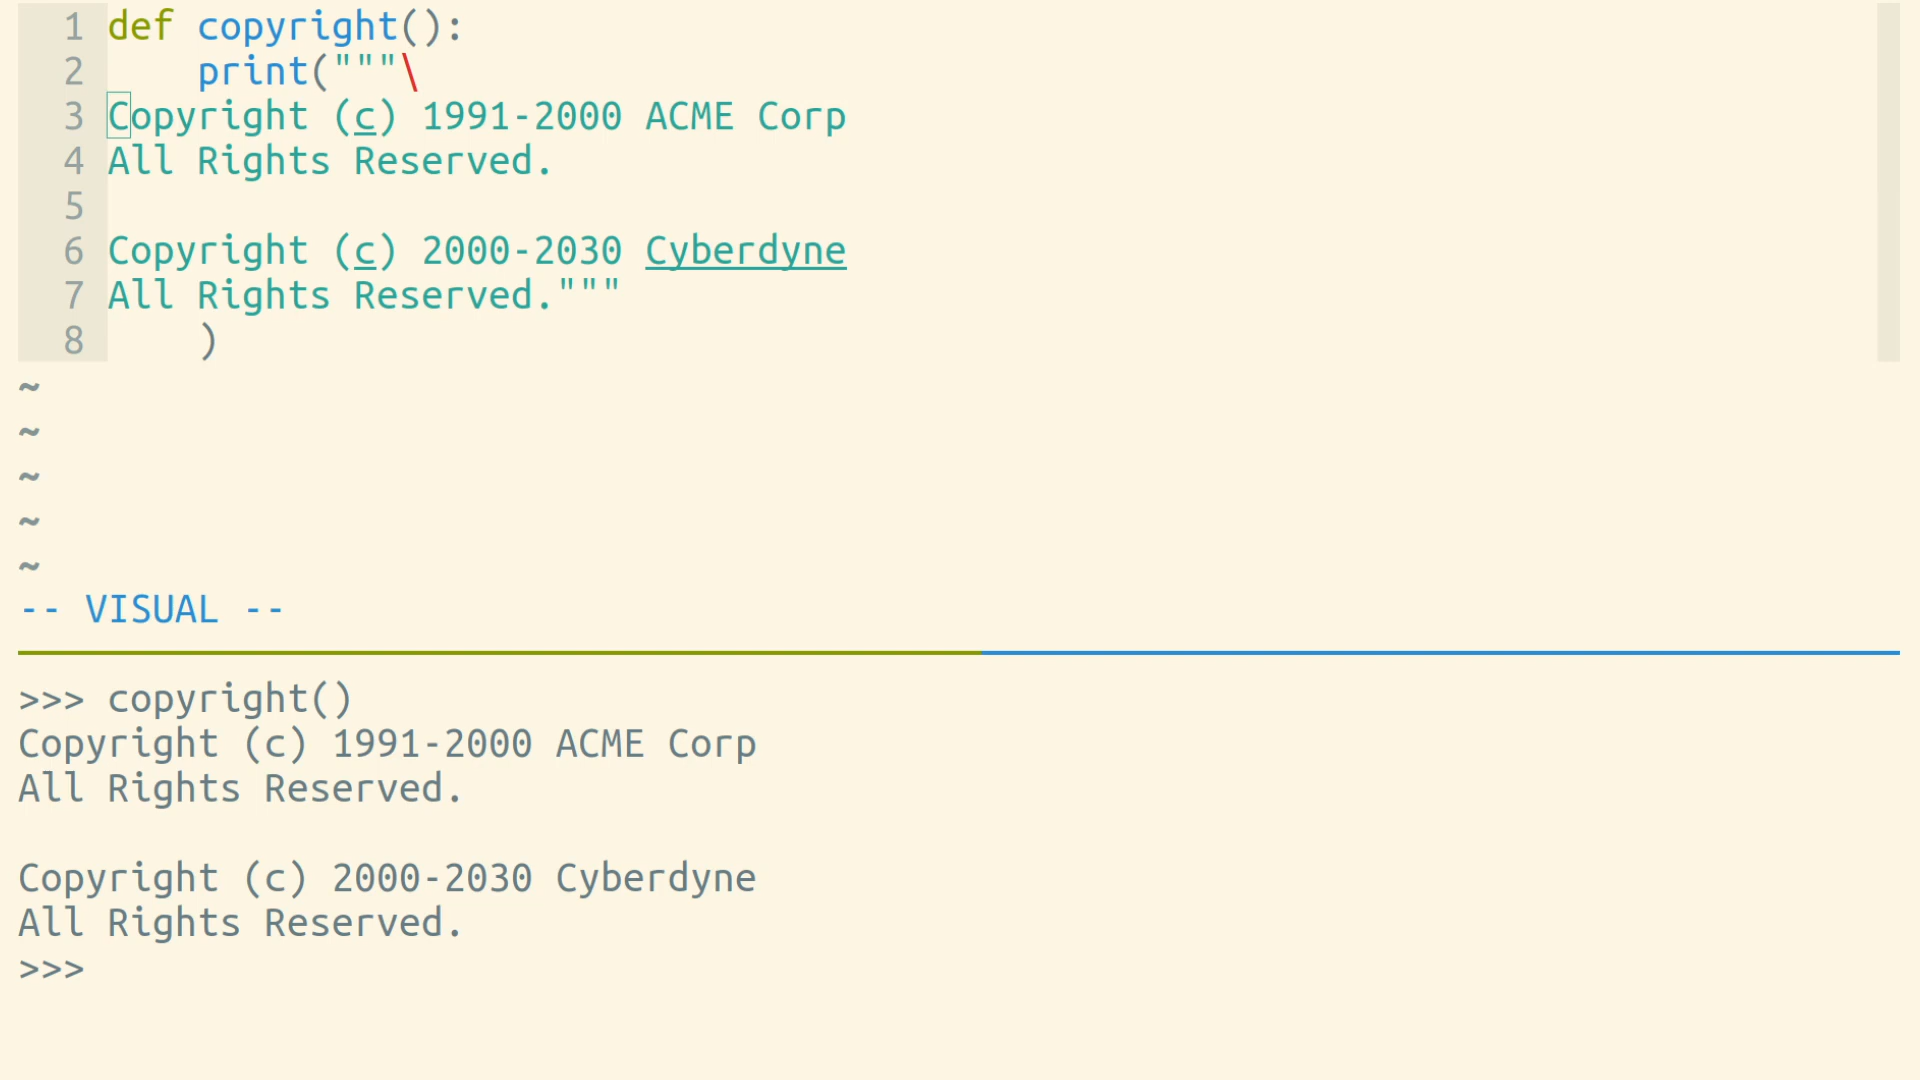 1 def copyright():
2     print("""\
3 Copyright (c) 1991-2000 ACME Corp
4 All Rights Reserved.
5
6 Copyright (c) 2000-2030 Cyberdyne
7 All Rights Reserved."""
8     )
~
~
~
~
~
-- VISUAL --
>>> copyright()
Copyright (c) 1991-2000 ACME Corp
All Rights Reserved.

Copyright (c) 2000-2030 Cyberdyne
All Rights Reserved.
>>>